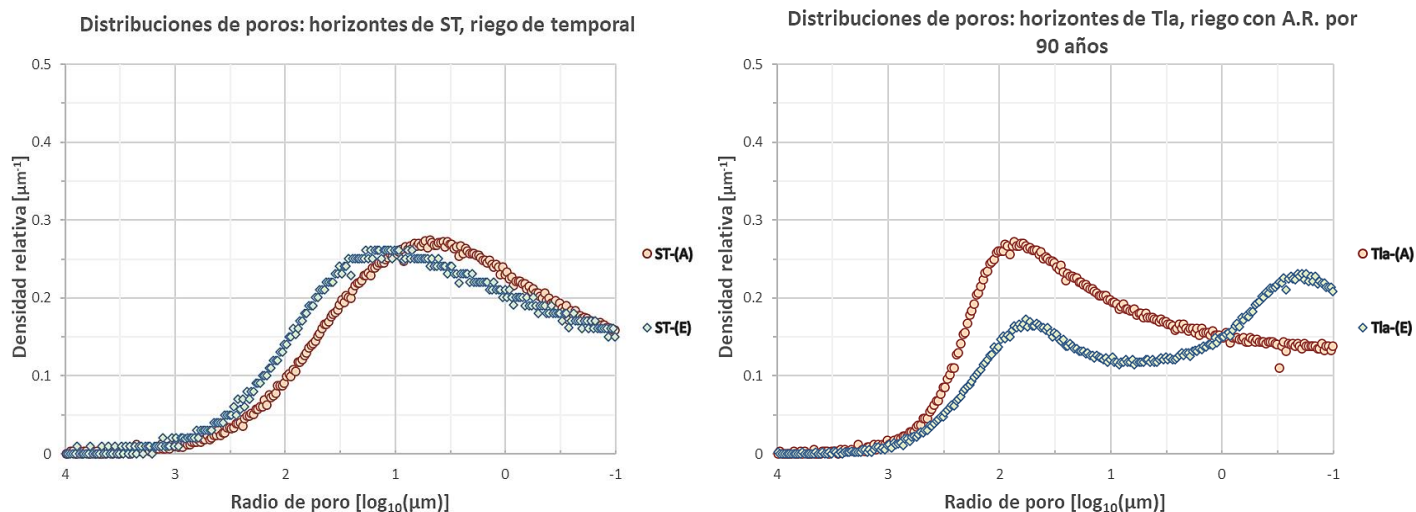 Distribuciones de poros: horizontes de ST, riego de temporal
0.5
0.4
0.3
0.2
0.1
0
Densidad relativa [µm-1]
4 3 2 1 0 -1
Radio de poro [log10(µm)]
ST-(A)
ST-(E)
Distribuciones de poros: horizontes de Tla, riego con A.R. por
90 años
0.5
0.4
0.3
0.2
0.1
0
Densidad relativa [µm-1]
4 3 2 1 0 -1
Radio de poro [log10(µm)]
Tla-(A)
Tla-(E)